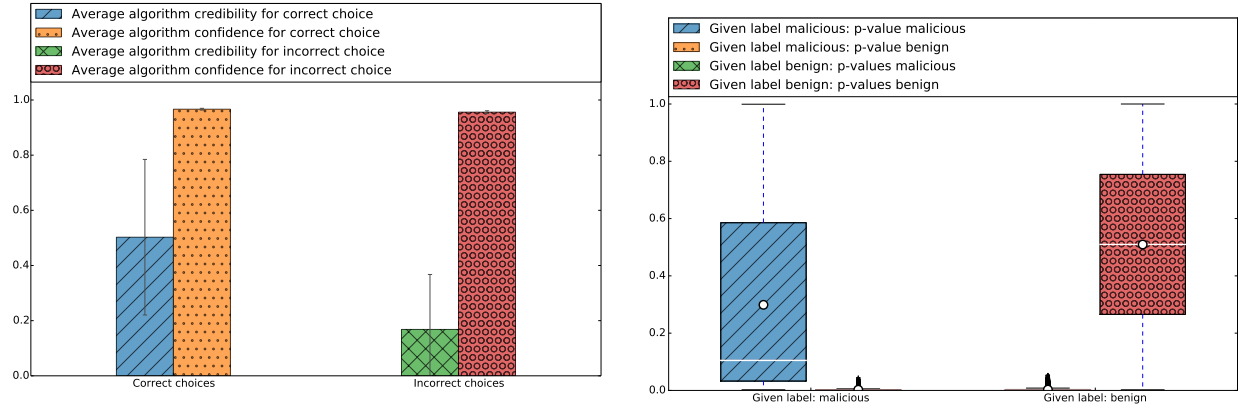 Average algorithm credibility for correct choice
Average algorithm confidence for correct choice
Average algorithm credibility for incorrect choice
Average algorithm confidence for incorrect choice
1.0
0.8
0.6
0.4
0.2
0.0
Correct choices
Incorrect choices
Given label malicious: p-value malicious
Given label malicious: p-value benign
Given label benign: p-values malicious
Given label benign: p-values benign
1.0
0.8
0.6
0.4
0.2
0.0
Given label: malicious
Given label: benign